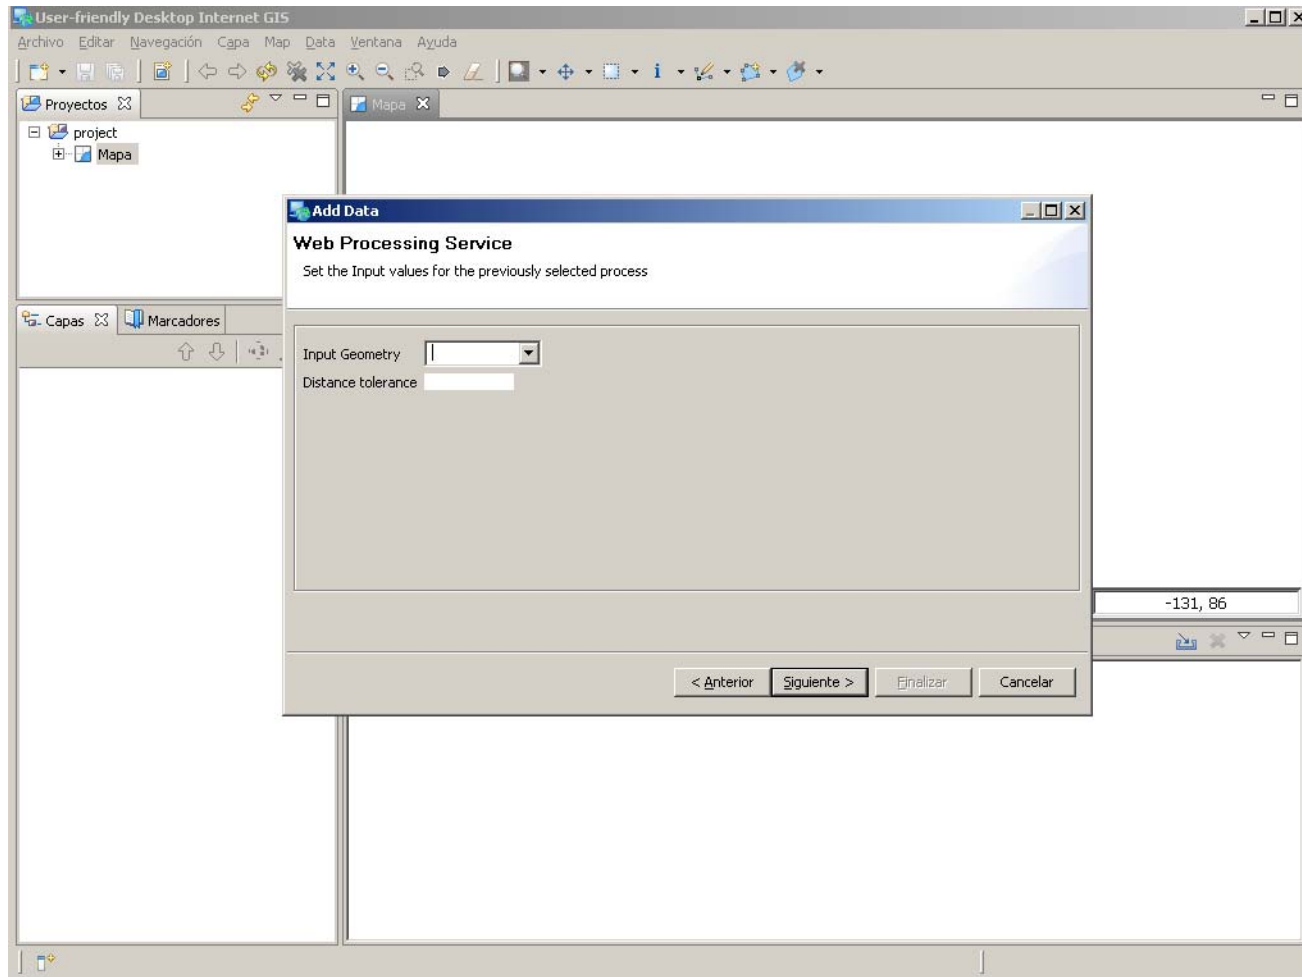 User-friendly Desktop Internet GIS
Archivo Editar Navegación Capa Map Data Ventana Ayuda
Proyectos
Mapa
project
Mapa
Add Data
Web Processing Service
Set the Input values for the previously selected process
Capas Marcadores
Input Geometry
Distance tolerance
-131, 86
< Anterior Siguiente > Finalizar Cancelar